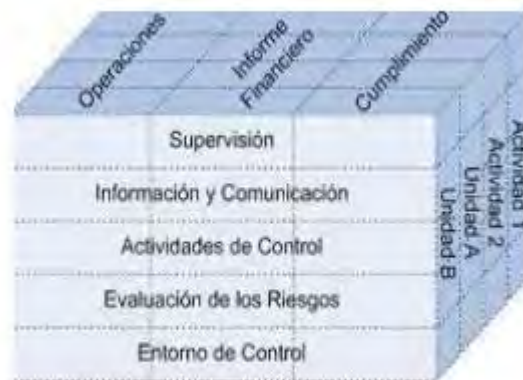 Operaciones
Informe
Financiero
Cumplimiento
Supervisión
Información y Comunicación
Actividades de Control
Evaluación de los Riesgos
Entorno de Control
Unidad B
Unidad A
Actividad 2
Actividad 1